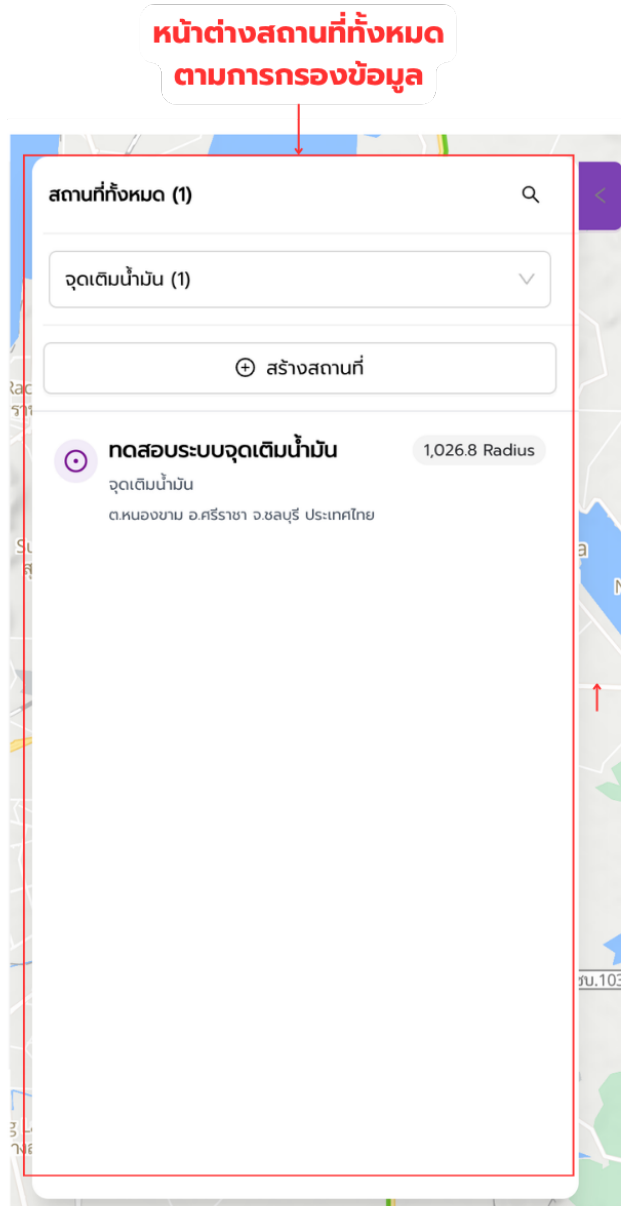 หน้าต่างสถานที่ทั้งหมด
ตามการกรองข้อมูล
สถานที่ทั้งหมด (1)
จุดเติมน้ำมัน (1)
สร้างสถานที่
ทดสอบระบบจุดเติมน้ำมัน
1,026.8 Radius
จุดเติมน้ำมัน
ต.หนองขาม อ.ศรีราชา จ.ชลบุรี ประเทศไทย